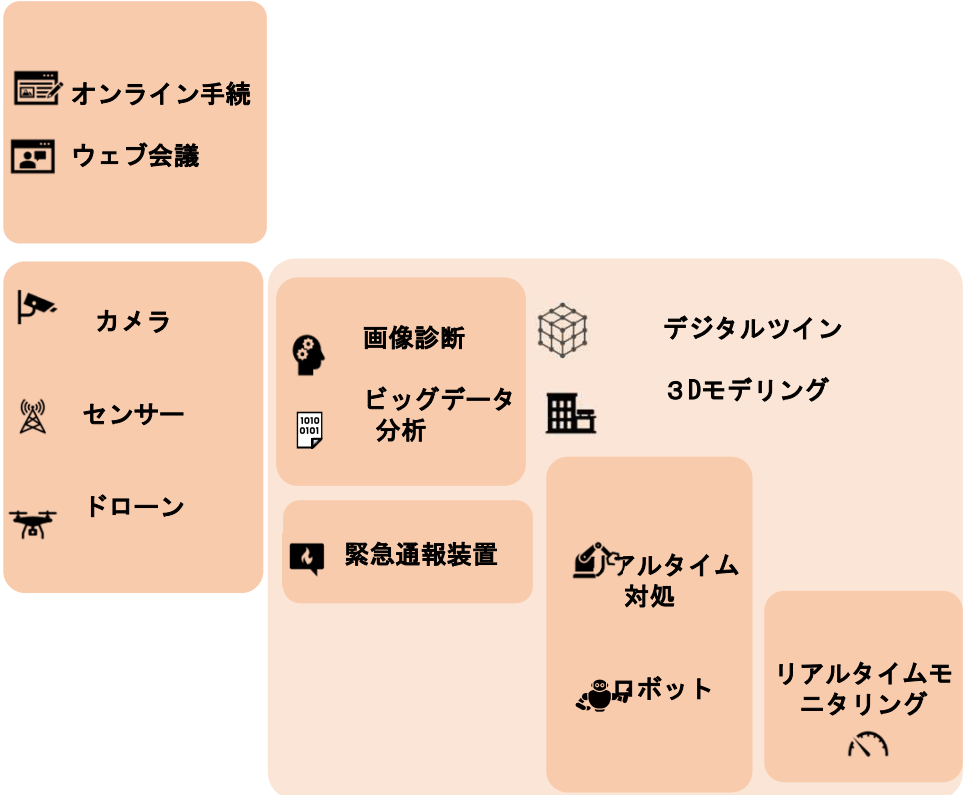 オンライン手続
ウェブ会議
カメラ
センサー
ドローン
画像診断
ビッグデータ
分析
1010
0101
緊急通報装置
デジタルツイン
３Dモデリング
リアルタイム
対処
ロボット
リアルタイムモ
ニタリング